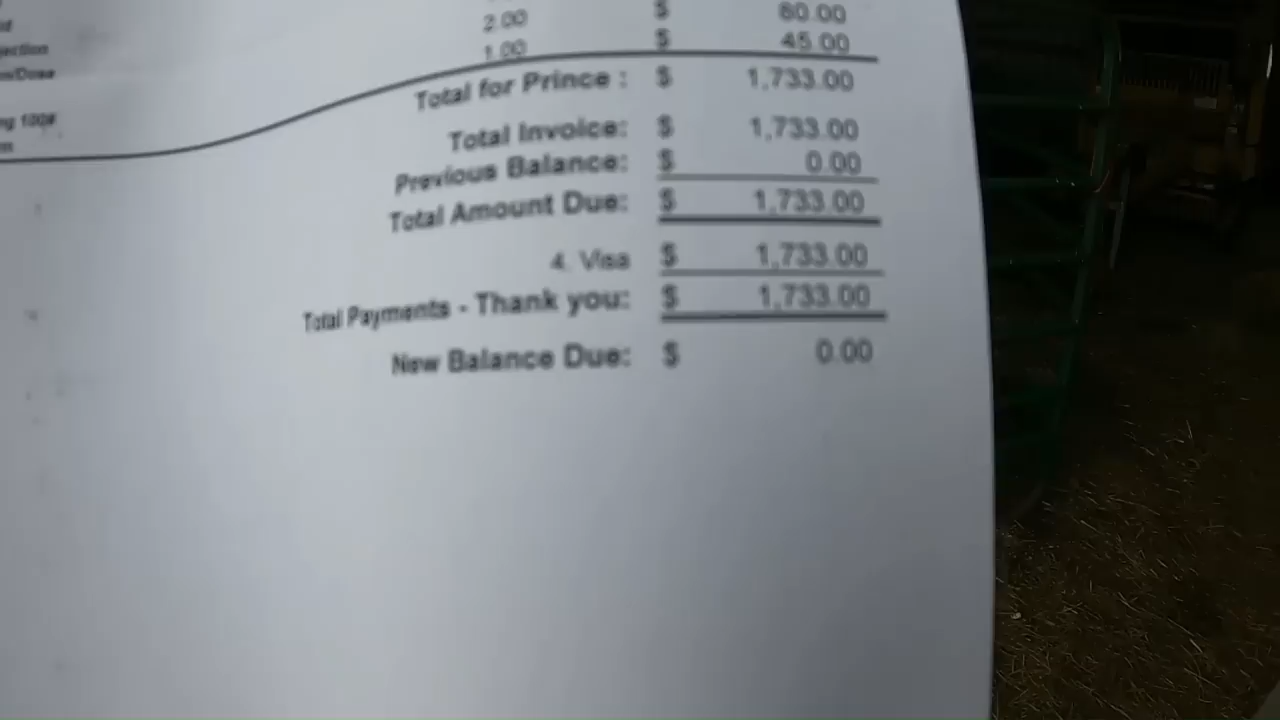 2.00 $ 80.00
1.00 $ 45.00
Total for Prince : $ 1,733.00
Total Invoice: $ 1,733.00
Previous Balance: $ 0.00
Total Amount Due: $ 1,733.00
4. Visa $ 1,733.00
Total Payments - Thank you: $ 1,733.00
New Balance Due: $ 0.00